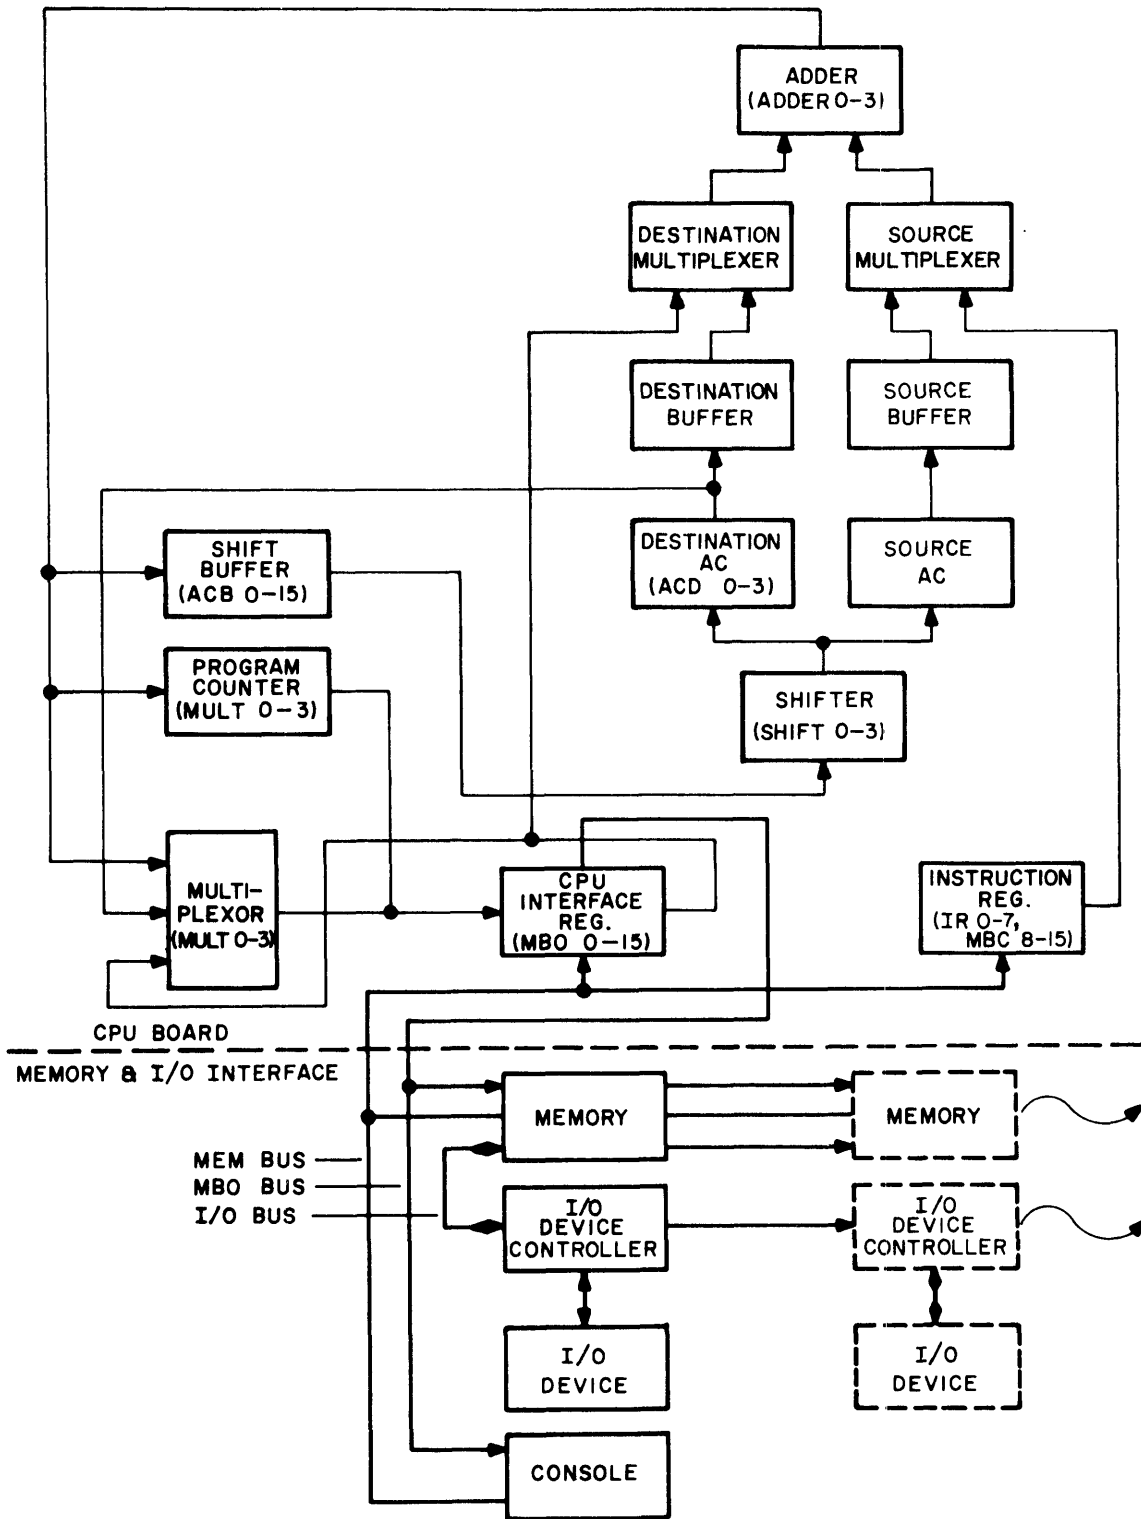 ADDER
(ADDER 0-3)
DESTINATION
MULTIPLEXER
SOURCE
MULTIPLEXER
DESTINATION
BUFFER
SOURCE
BUFFER
SHIFT
BUFFER
(ACB 0-15)
DESTINATION
AC
(ACD 0-3)
SOURCE
AC
PROGRAM
COUNTER
(MULT 0-3)
SHIFTER
(SHIFT 0-3)
MULTI-
PLEXOR
(MULT 0-3)
CPU
INTERFACE
REG.
(MBO 0-15)
INSTRUCTION
REG.
(IR 0-7,
MBC 8-15)
CPU BOARD
MEMORY & I/O INTERFACE
MEMORY
MEMORY
MEM BUS
MBO BUS
I/O BUS
I/O
DEVICE
CONTROLLER
I/O
DEVICE
CONTROLLER
I/O
DEVICE
I/O
DEVICE
CONSOLE